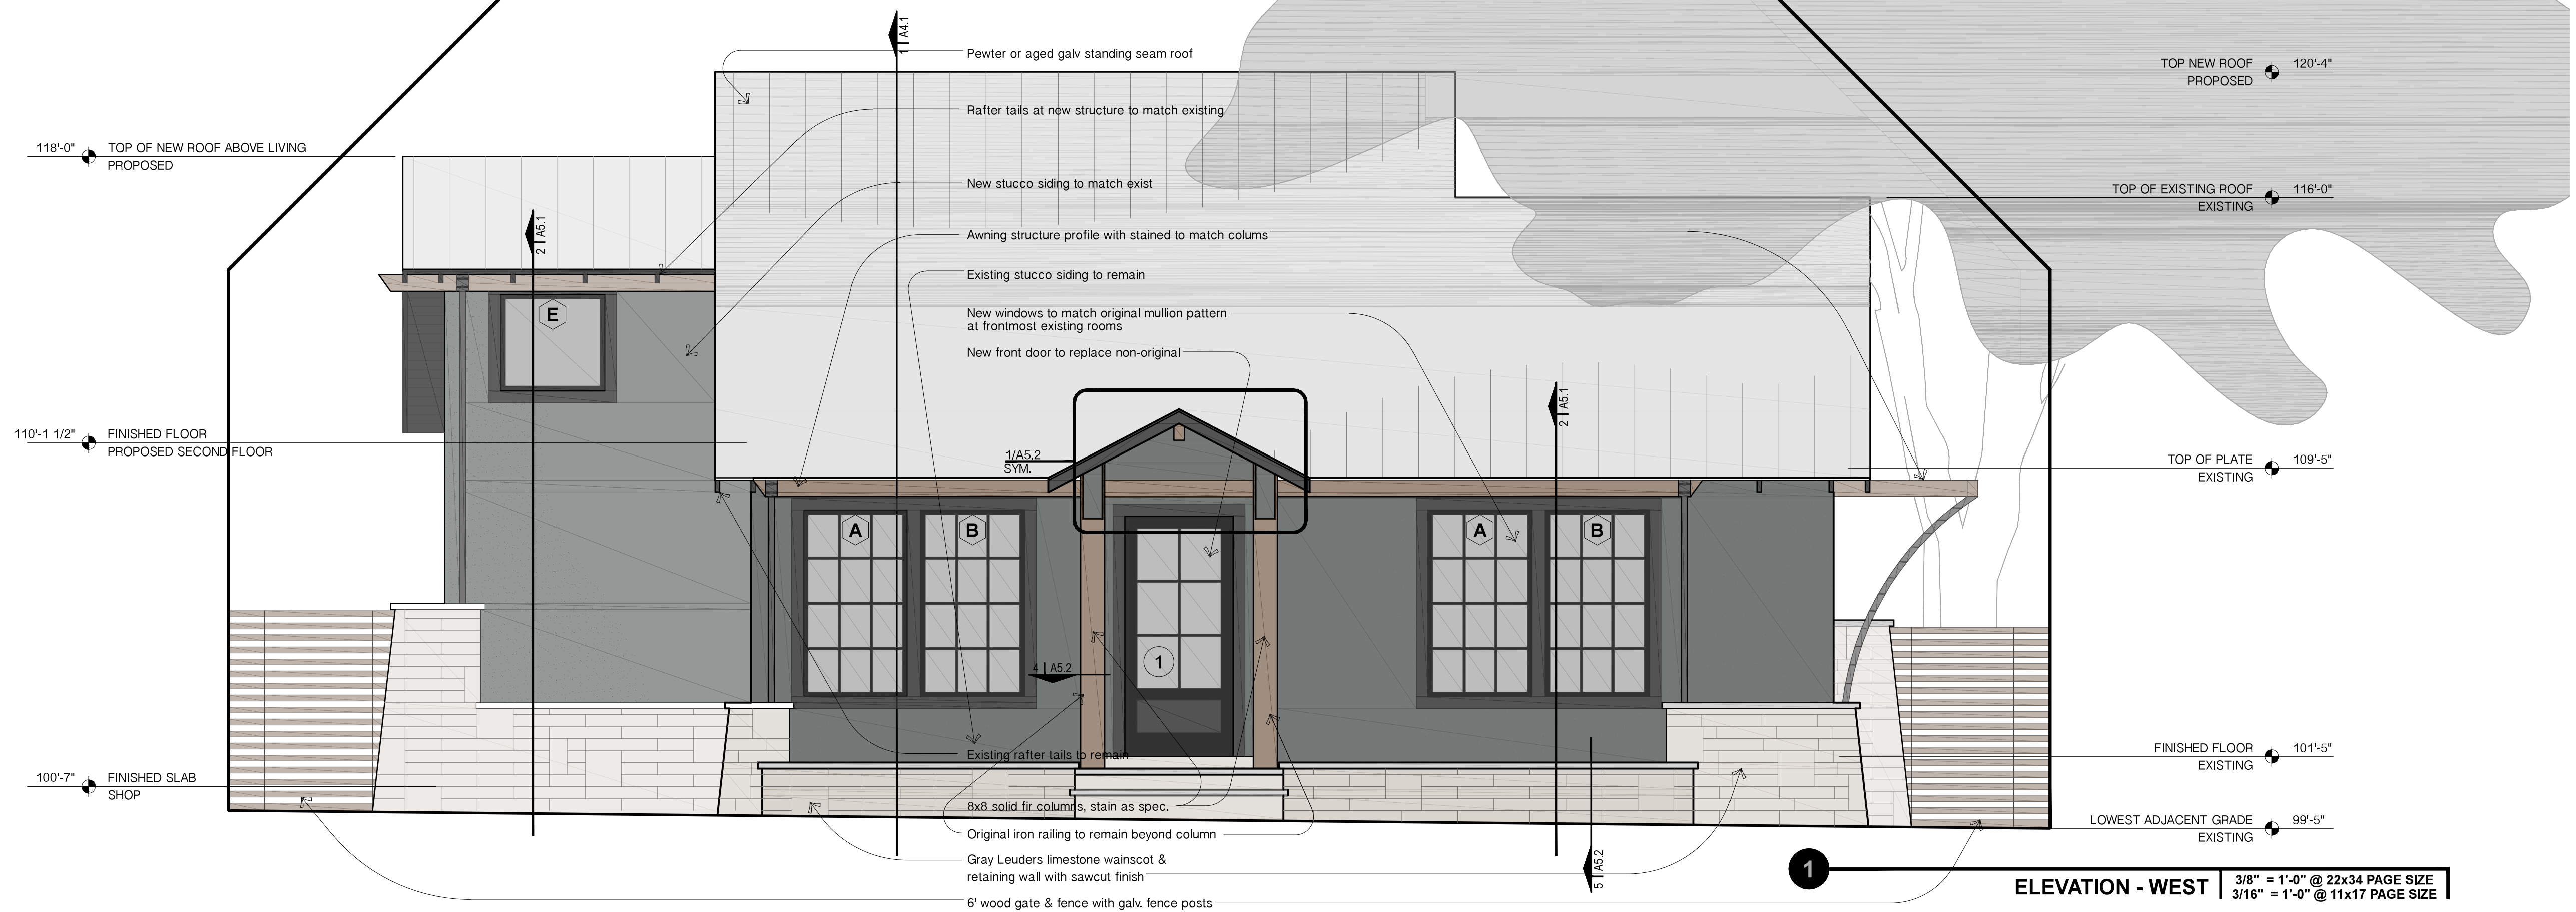 1 | A4.1
Pewter or aged galv standing seam roof
TOP NEW ROOF
PROPOSED
120'-4"
Rafter tails at new structure to match existing
118'-0"
TOP OF NEW ROOF ABOVE LIVING
PROPOSED
New stucco siding to match exist
TOP OF EXISTING ROOF
EXISTING
116'-0"
2 | A5.1
Awning structure profile with stained to match colums
Existing stucco siding to remain
E
New windows to match original mullion pattern
at frontmost existing rooms
New front door to replace non-original
2 | A5.1
110'-1 1/2"
FINISHED FLOOR
PROPOSED SECOND FLOOR
1/A5.2
SYM.
TOP OF PLATE
EXISTING
109'-5"
A
B
A
B
1
4 | A5.2
Existing rafter tails to remain
FINISHED FLOOR
EXISTING
101'-5"
100'-7"
FINISHED SLAB
SHOP
8x8 solid fir columns, stain as spec.
Original iron railing to remain beyond column
LOWEST ADJACENT GRADE
EXISTING
99'-5"
Gray Leuders limestone wainscot &
retaining wall with sawcut finish
5 | A5.2
6' wood gate & fence with galv. fence posts
1
ELEVATION - WEST
3/8" = 1'-0" @ 22x34 PAGE SIZE
3/16" = 1'-0" @ 11x17 PAGE SIZE